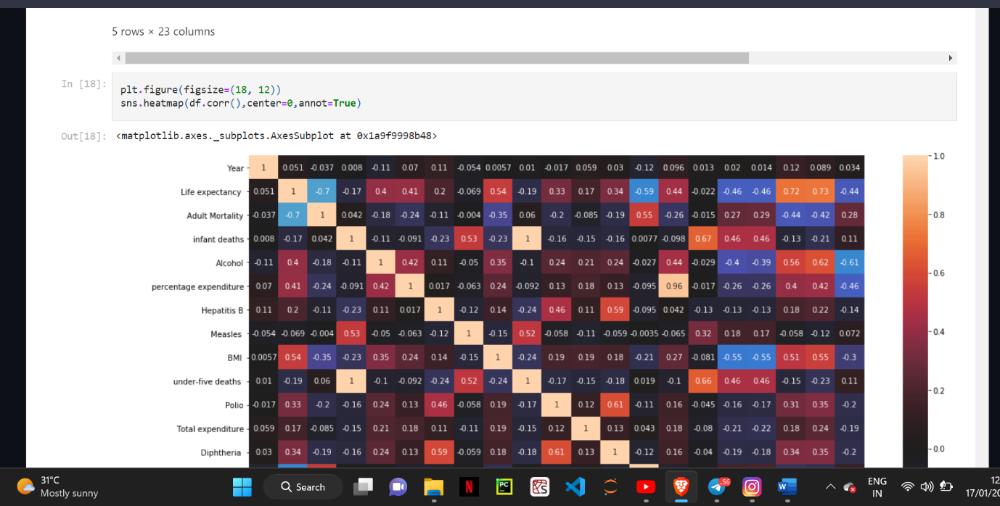 5 rows × 23 columns
In [18]:
plt.figure(figsize=(18, 12))
sns.heatmap(df.corr(),center=0,annot=True)
Out[18]: <matplotlib.axes._subplots.AxesSubplot at 0x1a9f9998b48>
Year 1 0.051 -0.037 0.008 -0.11 0.07 0.11 -0.054 0.0057 0.01 -0.017 0.059 0.03 -0.12 0.096 0.013 0.02 0.014 0.12 0.089 0.034
Life expectancy 0.051 1 -0.7 -0.17 0.4 0.41 0.2 -0.069 0.54 -0.19 0.33 0.17 0.34 -0.59 0.44 -0.022 -0.46 -0.46 0.72 0.73 -0.44
Adult Mortality -0.037 -0.7 1 0.042 -0.18 -0.24 -0.11 -0.004 -0.35 0.06 -0.2 -0.085 -0.19 0.55 -0.26 -0.015 0.27 0.29 -0.44 -0.42 0.28
infant deaths 0.008 -0.17 0.042 1 -0.11 -0.091 -0.23 0.53 -0.23 1 -0.16 -0.15 -0.16 0.0077 -0.098 0.67 0.46 0.46 -0.13 -0.21 0.11
Alcohol -0.11 0.4 -0.18 -0.11 1 0.42 0.11 -0.05 0.35 -0.1 0.24 0.21 0.24 -0.027 0.44 -0.029 -0.4 -0.39 0.56 0.62 -0.61
percentage expenditure 0.07 0.41 -0.24 -0.091 0.42 1 0.017 -0.063 0.24 -0.092 0.13 0.18 0.13 -0.095 0.96 -0.017 -0.26 -0.26 0.4 0.42 -0.46
Hepatitis B 0.11 0.2 -0.11 -0.23 0.11 0.017 1 -0.12 0.14 -0.24 0.46 0.11 0.59 -0.095 0.042 -0.13 -0.13 -0.13 0.18 0.22 -0.14
Measles -0.054 -0.069 -0.004 0.53 -0.05 -0.063 -0.12 1 -0.15 0.52 -0.058 -0.11 -0.059 -0.0035 -0.065 0.32 0.18 0.17 -0.058 -0.12 0.072
BMI 0.0057 0.54 -0.35 -0.23 0.35 0.24 0.14 -0.15 1 -0.24 0.19 0.19 0.18 -0.21 0.27 -0.081 -0.55 -0.55 0.51 0.55 -0.3
under-five deaths 0.01 -0.19 0.06 1 -0.1 -0.092 -0.24 0.52 -0.24 1 -0.17 -0.15 -0.18 0.019 -0.1 0.66 0.46 0.46 -0.15 -0.23 0.11
Polio -0.017 0.33 -0.2 -0.16 0.24 0.13 0.46 -0.058 0.19 -0.17 1 0.12 0.61 -0.11 0.16 -0.045 -0.16 -0.17 0.31 0.35 -0.2
Total expenditure 0.059 0.17 -0.085 -0.15 0.21 0.18 0.11 -0.11 0.19 -0.15 0.12 1 0.13 0.043 0.18 -0.08 -0.21 -0.22 0.18 0.24 -0.19
Diphtheria 0.03 0.34 -0.19 -0.16 0.24 0.13 0.59 -0.059 0.18 -0.18 0.61 0.13 1 -0.12 0.16 -0.04 -0.19 -0.18 0.34 0.35 -0.2
1.0
0.8
0.6
0.4
0.2
0.0
31°C
Mostly sunny
Search
N
PC
56
W
ENG
IN
12
17/01/20